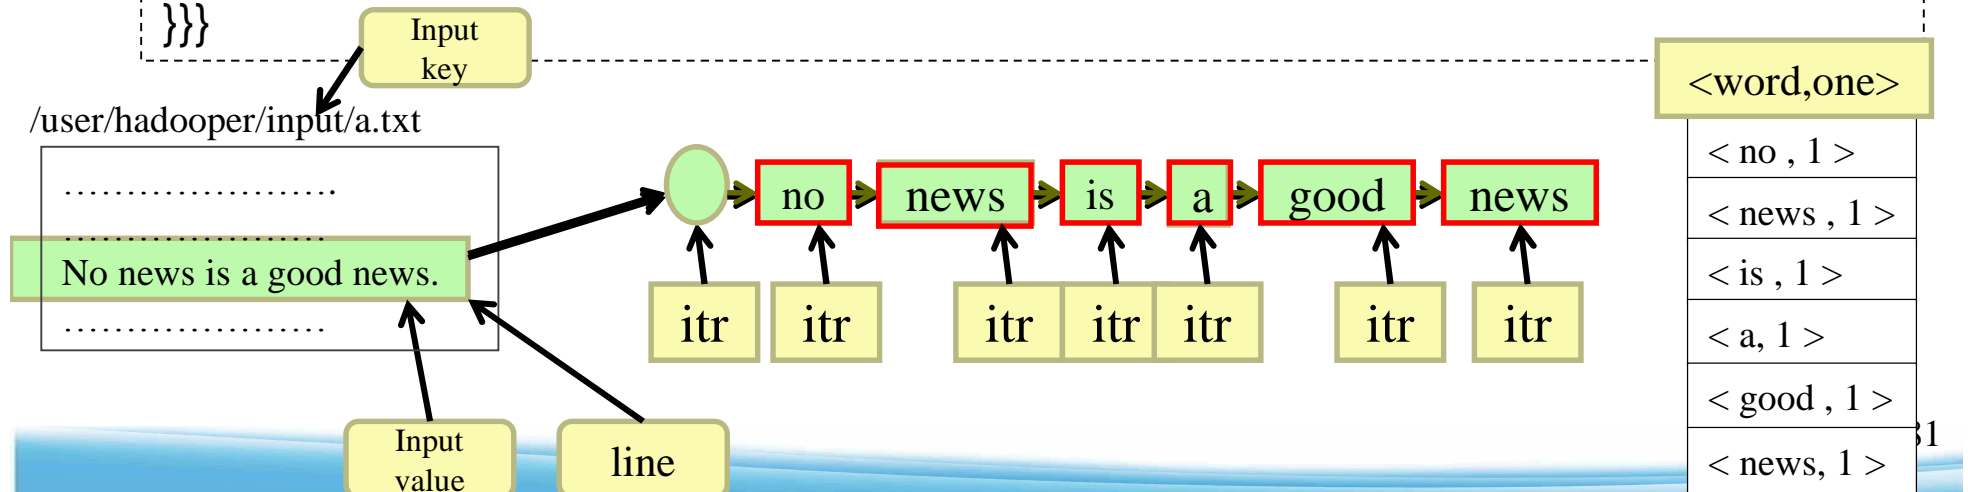 }}}
Input
key
<word,one>
/user/hadooper/input/a.txt
…………………….
…………………
No news is a good news.
…………………
no
news
is
a
good
news
itr
itr
itr
itr
itr
itr
itr
Input
value
line
< no , 1 >
< news , 1 >
< is , 1 >
< a, 1 >
< good , 1 >
< news, 1 >